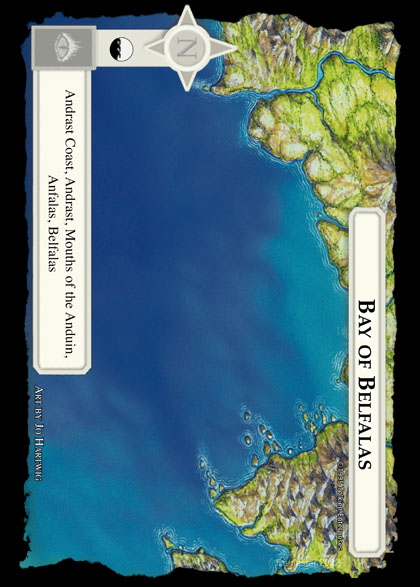 BAY OF BELFALAS
N
Andrast Coast, Andrast, Mouths of the Anduin,
Anfalas, Belfalas
ART BY JO HARTWIG